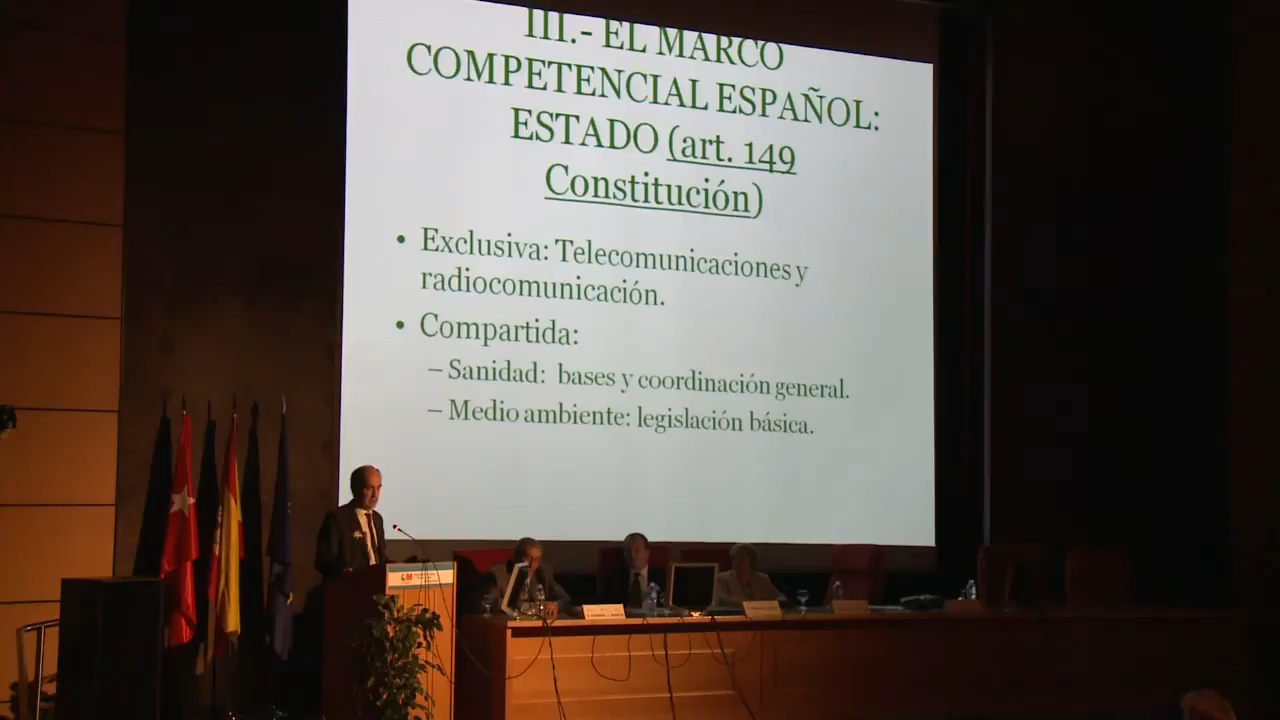 III.- EL MARCO
COMPETENCIAL ESPAÑOL:
ESTADO (art. 149
Constitución)
• Exclusiva: Telecomunicaciones y
radiocomunicación.
• Compartida:
– Sanidad: bases y coordinación general.
– Medio ambiente: legislación básica.